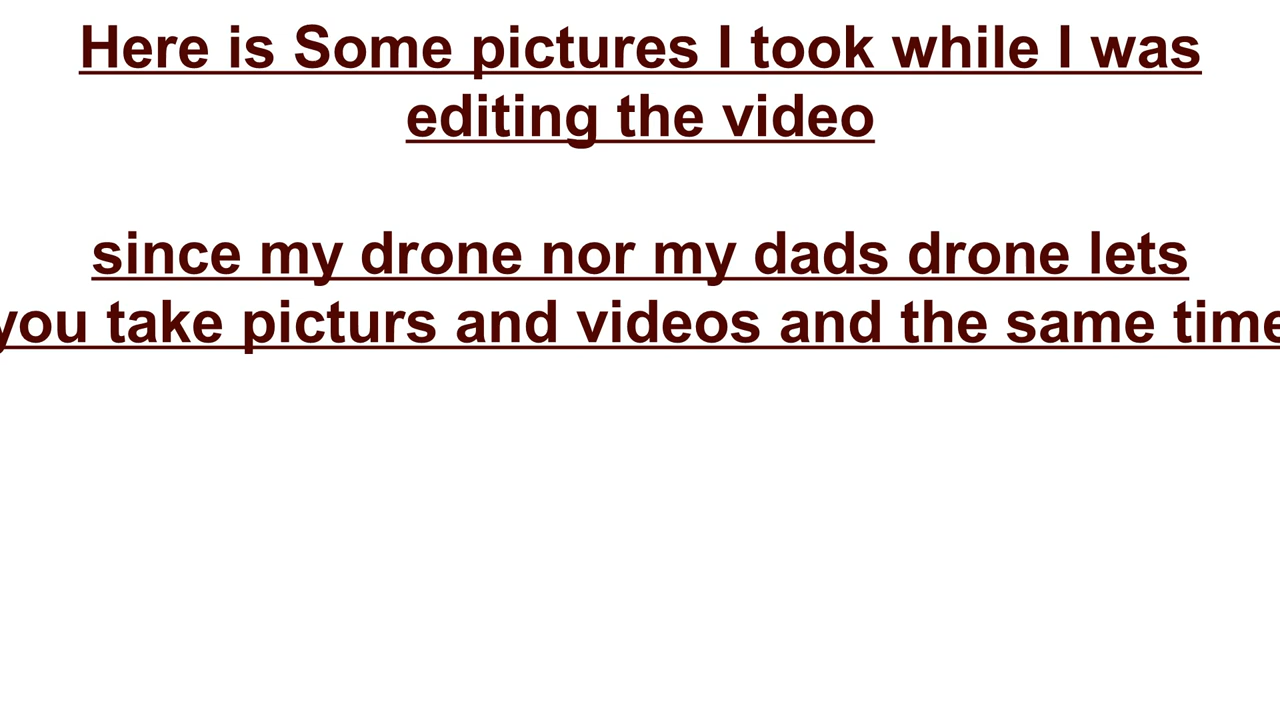 Here is Some pictures I took while I was
editing the video
since my drone nor my dads drone lets
you take picturs and videos and the same time